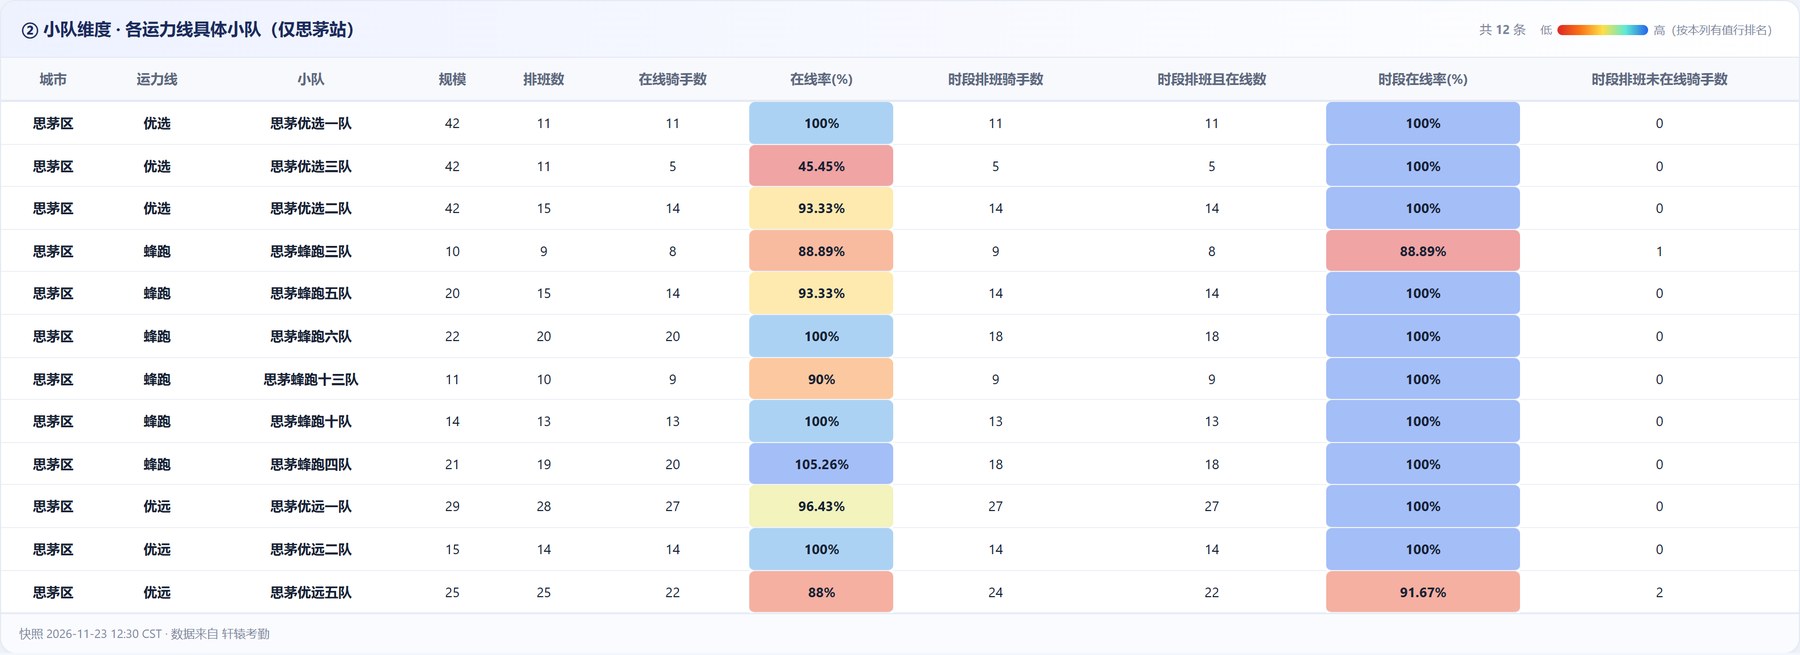 ② 小队维度 · 各运力线具体小队（仅思茅站）
共 12 条 低 高 (按本列有值行排名)
城市 运力线 小队 规模 排班数 在线骑手数 在线率(%) 时段排班骑手数 时段排班且在线数 时段在线率(%) 时段排班未在线骑手数
思茅区 优选 思茅优选一队 42 11 11 100% 11 11 100% 0
思茅区 优选 思茅优选三队 42 11 5 45.45% 5 5 100% 0
思茅区 优选 思茅优选二队 42 15 14 93.33% 14 14 100% 0
思茅区 蜂跑 思茅蜂跑三队 10 9 8 88.89% 9 8 88.89% 1
思茅区 蜂跑 思茅蜂跑五队 20 15 14 93.33% 14 14 100% 0
思茅区 蜂跑 思茅蜂跑六队 22 20 20 100% 18 18 100% 0
思茅区 蜂跑 思茅蜂跑十三队 11 10 9 90% 9 9 100% 0
思茅区 蜂跑 思茅蜂跑十队 14 13 13 100% 13 13 100% 0
思茅区 蜂跑 思茅蜂跑四队 21 19 20 105.26% 18 18 100% 0
思茅区 优远 思茅优远一队 29 28 27 96.43% 27 27 100% 0
思茅区 优远 思茅优远二队 15 14 14 100% 14 14 100% 0
思茅区 优远 思茅优远五队 25 25 22 88% 24 22 91.67% 2
快照 2026-11-23 12:30 CST · 数据来自 轩辕考勤